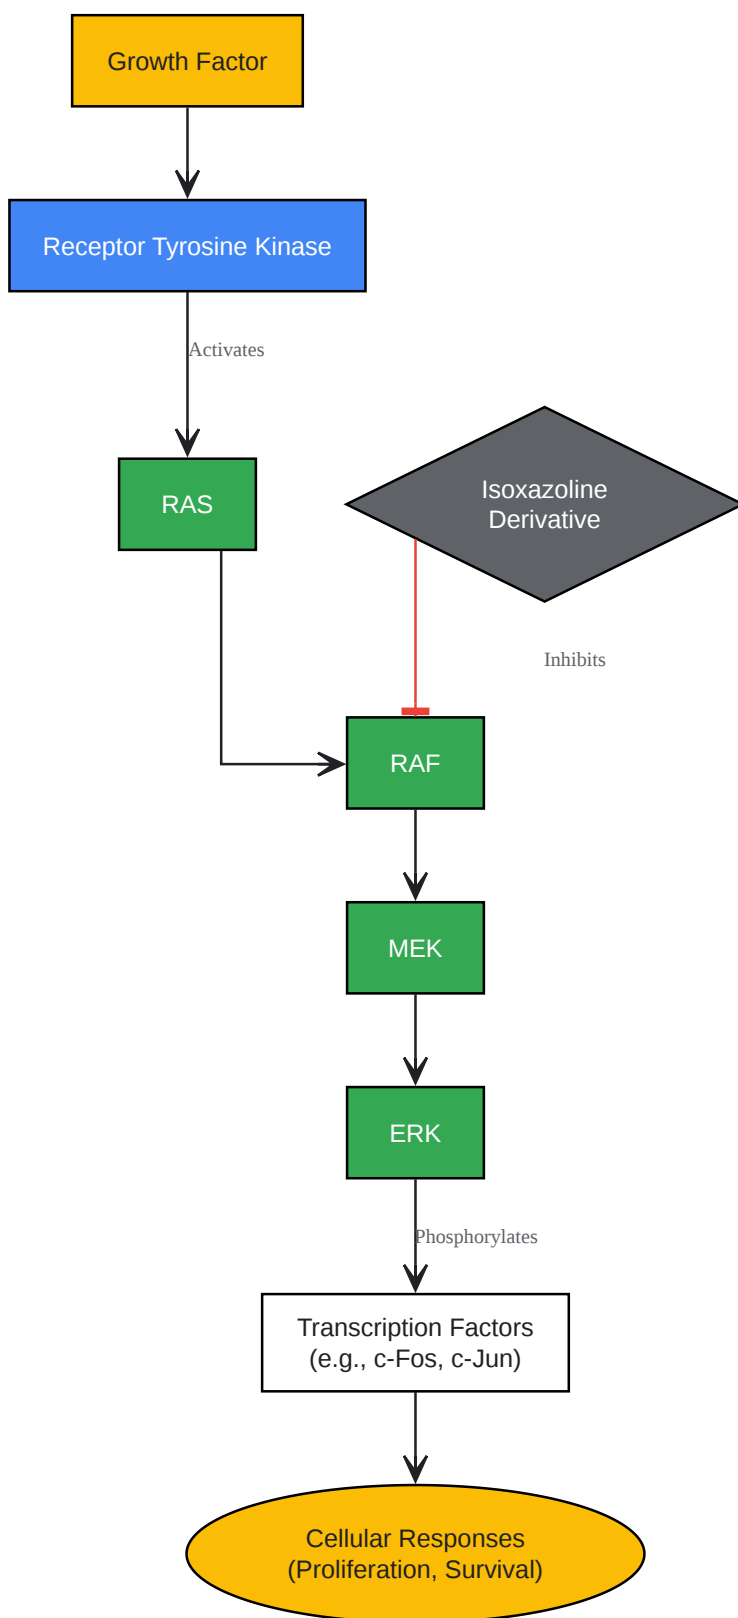 Growth Factor
Receptor Tyrosine Kinase
Activates
RAS
Isoxazoline
Derivative
Inhibits
RAF
MEK
ERK
Phosphorylates
Transcription Factors
(e.g., c-Fos, c-Jun)
Cellular Responses
(Proliferation, Survival)